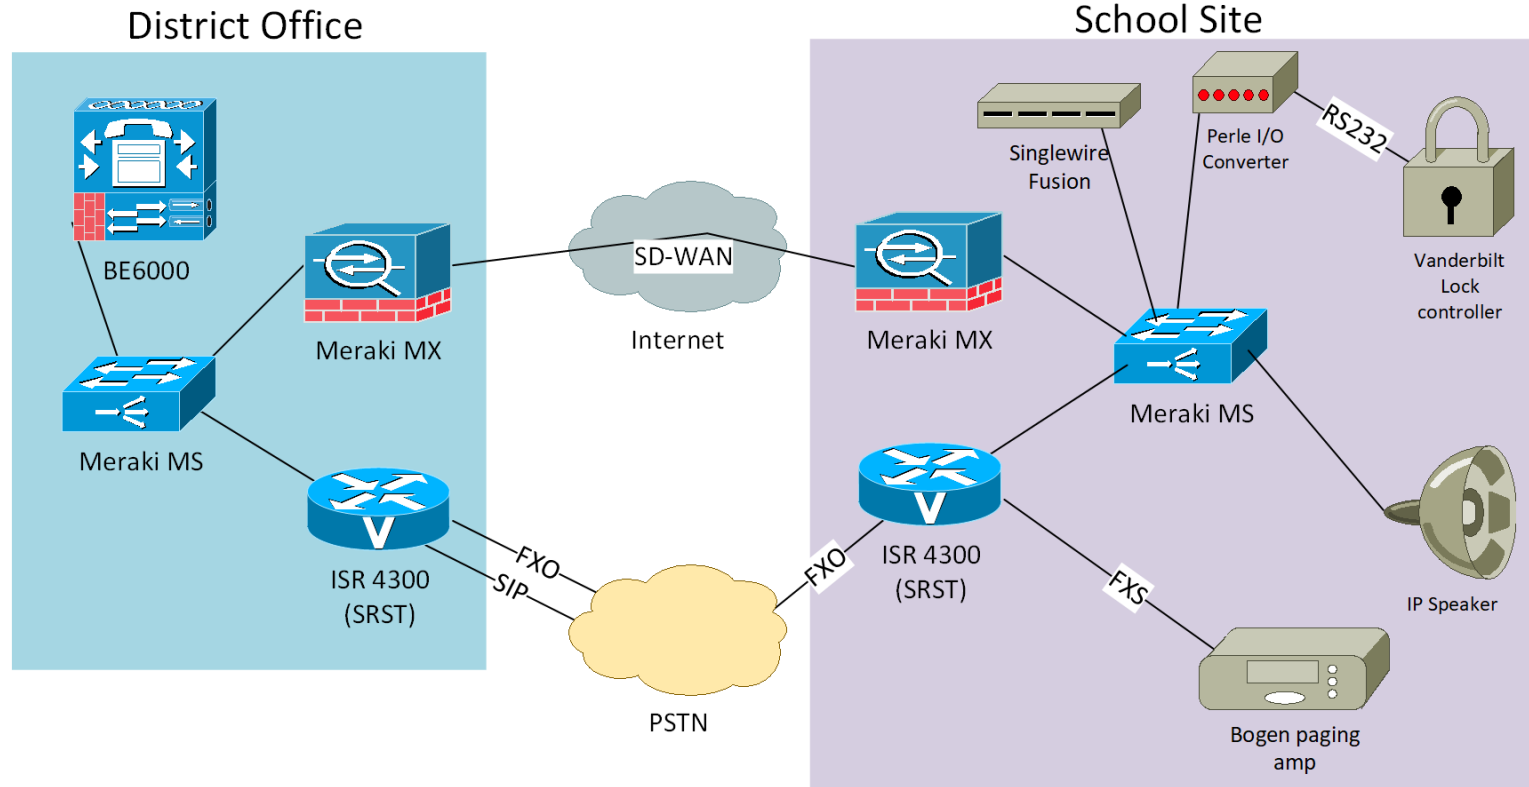 District Office
School Site
BE6000
Meraki MX
Meraki MS
ISR 4300
(SRST)
SD-WAN
Internet
FXO
SIP
PSTN
FXO
Meraki MX
Singlewire
Fusion
Perle I/O
Converter
RS232
Vanderbilt
Lock
controller
Meraki MS
ISR 4300
(SRST)
V
V
FXS
IP Speaker
Bogen paging
amp